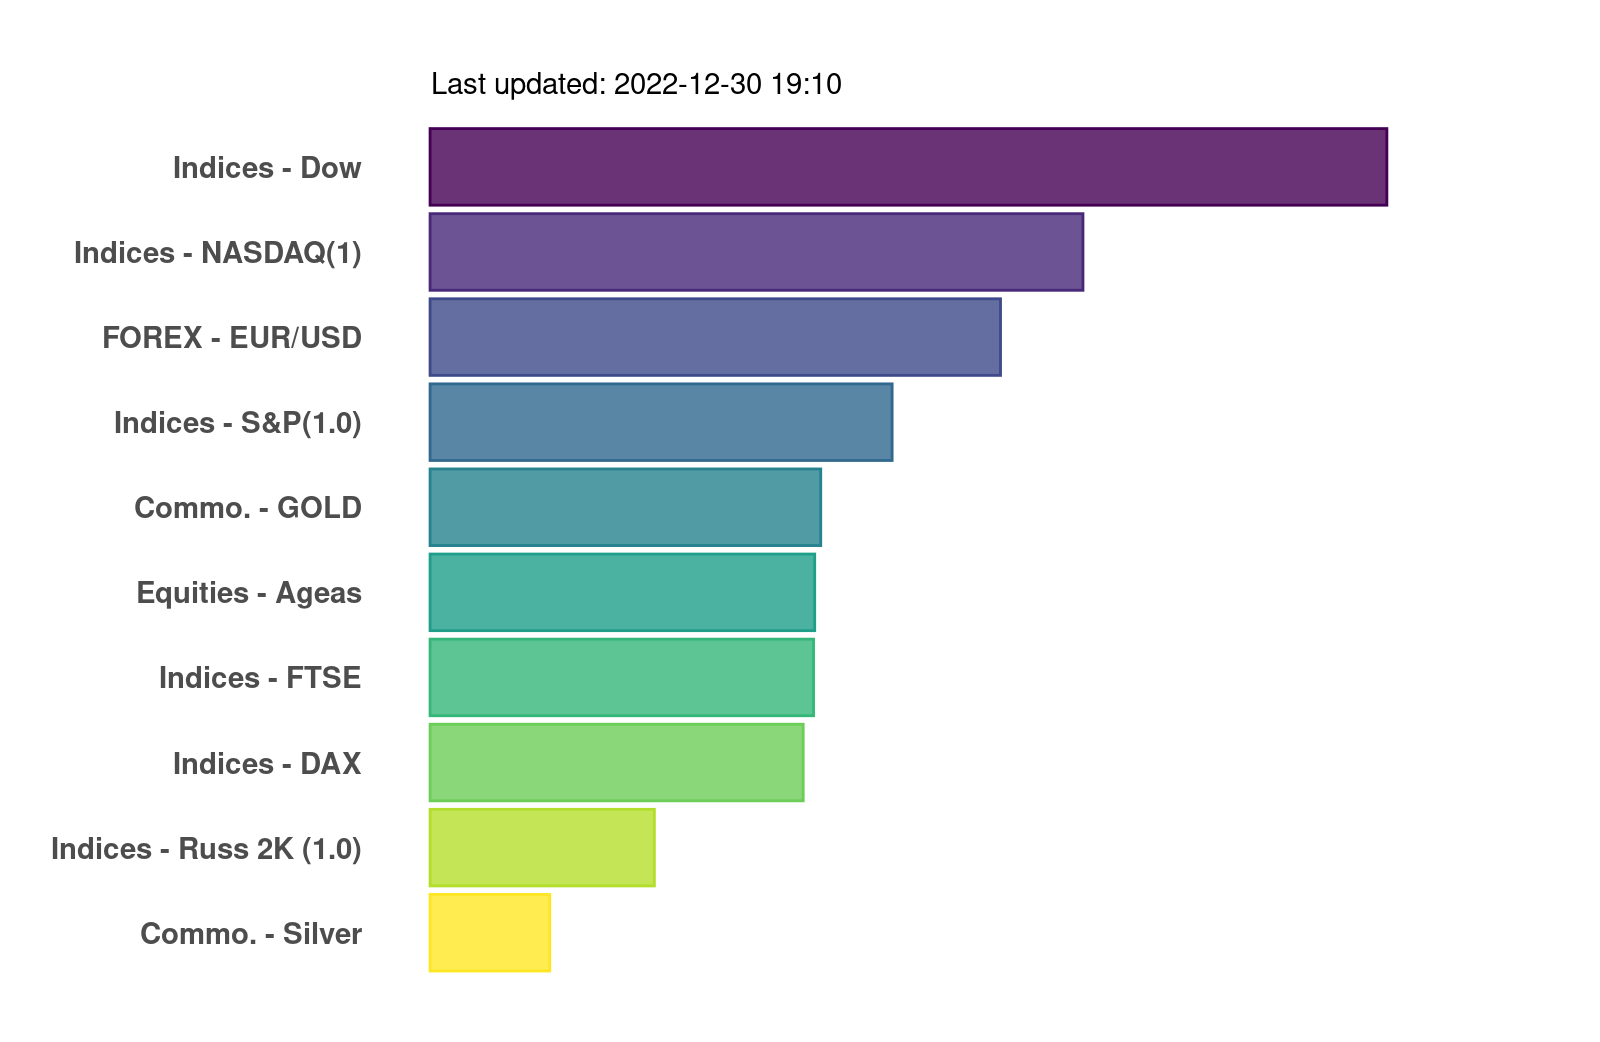 Last updated: 2022-12-30 19:10
Indices - Dow
Indices - NASDAQ(1)
FOREX - EUR/USD
Indices - S&P(1.0)
Commo. - GOLD
Equities - Ageas
Indices - FTSE
Indices - DAX
Indices - Russ 2K (1.0)
Commo. - Silver